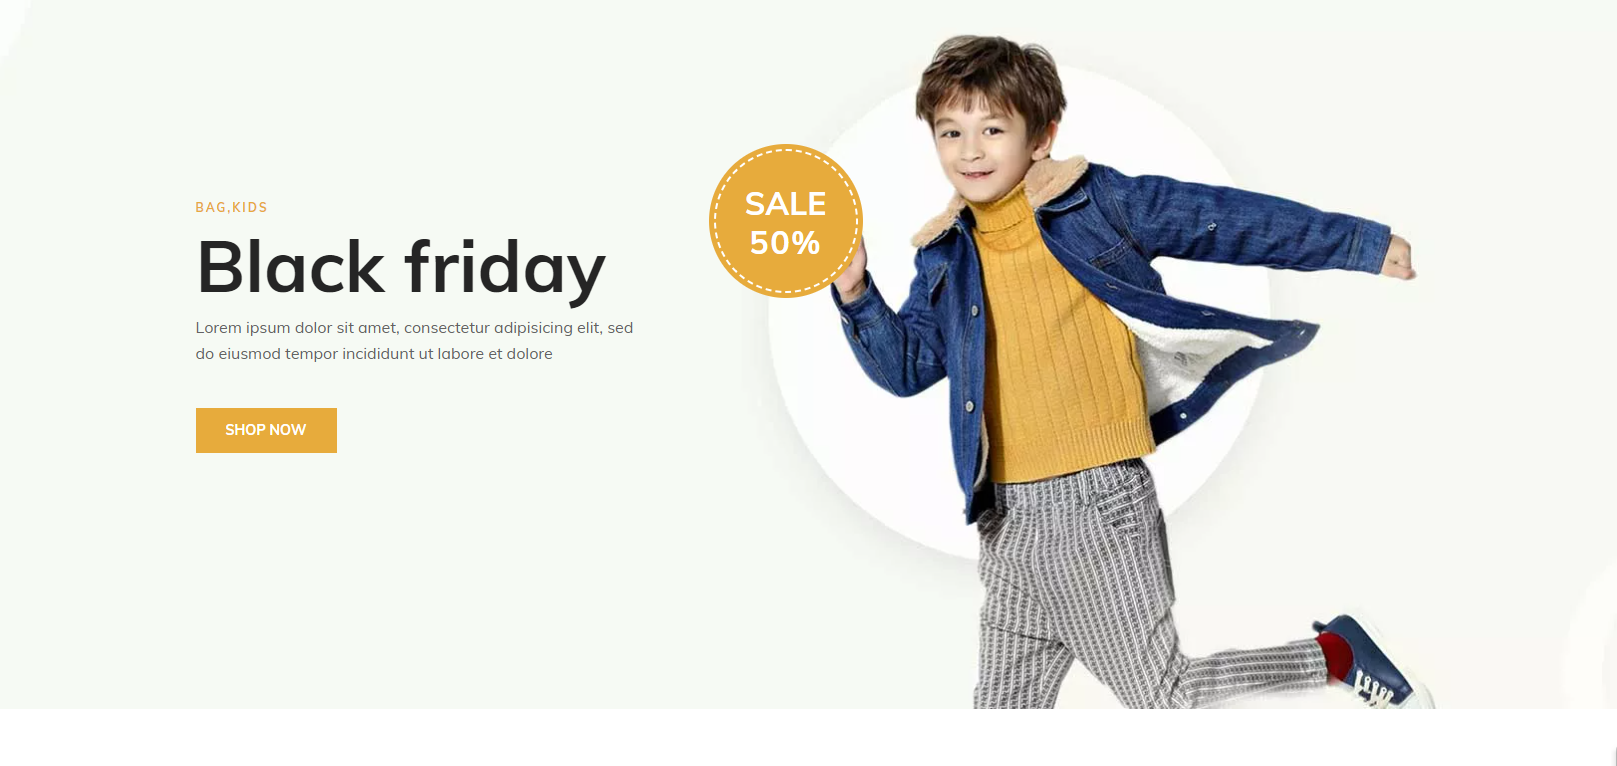 BAG,KIDS
Black friday
Lorem ipsum dolor sit amet, consectetur adipisicing elit, sed
do eiusmod tempor incididunt ut labore et dolore
SHOP NOW
SALE
50%